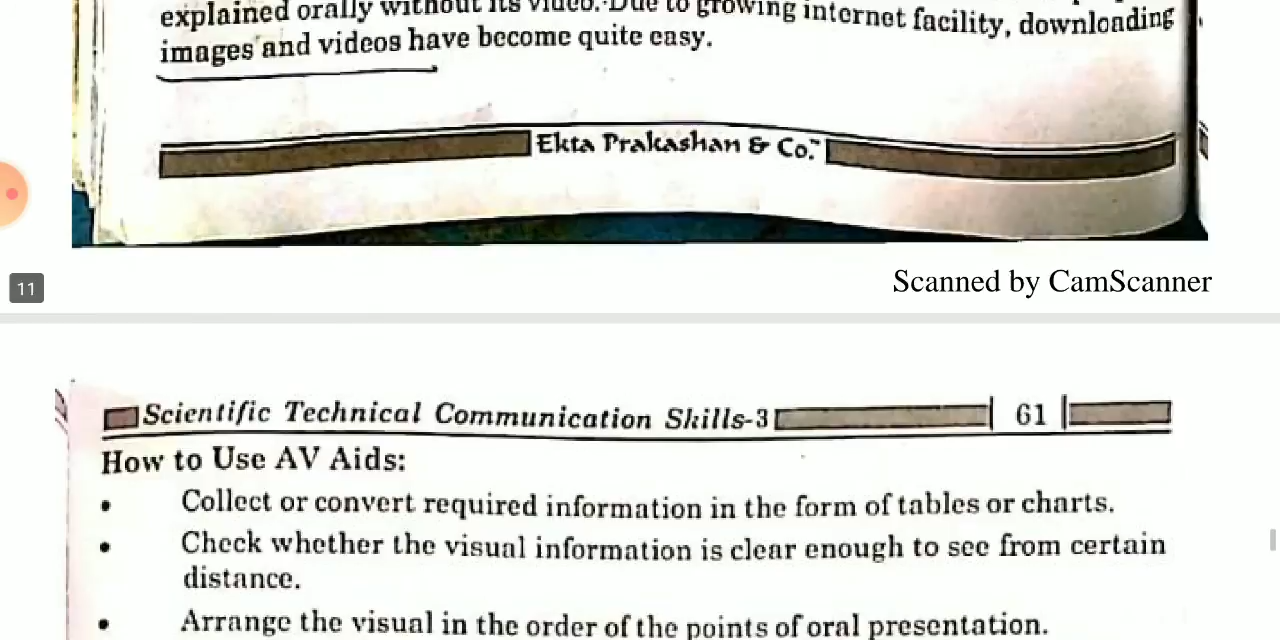 explained orally without its video. Due to growing internet facility, downloading
images and videos have become quite easy.
Ekta Prakashan & Co.™
11
Scanned by CamScanner
Scientific Technical Communication Skills-3 61
How to Use AV Aids:
• Collect or convert required information in the form of tables or charts.
• Check whether the visual information is clear enough to see from certain
distance.
• Arrange the visual in the order of the points of oral presentation.